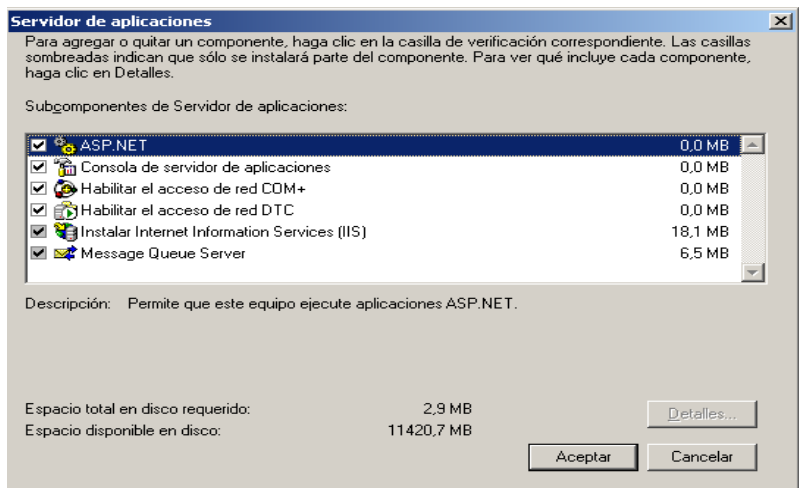 Servidor de aplicaciones
Para agregar o quitar un componente, haga clic en la casilla de verificación correspondiente. Las casillas
sombreadas indican que sólo se instalará parte del componente. Para ver qué incluye cada componente,
haga clic en Detalles.
Subcomponentes de Servidor de aplicaciones:
ASP.NET 0,0 MB
Consola de servidor de aplicaciones 0,0 MB
Habilitar el acceso de red COM+ 0,0 MB
Habilitar el acceso de red DTC 0,0 MB
Instalar Internet Information Services (IIS) 18,1 MB
Message Queue Server 6,5 MB
Descripción: Permite que este equipo ejecute aplicaciones ASP.NET.
Espacio total en disco requerido: 2,9 MB
Detalles...
Espacio disponible en disco: 11420,7 MB
Aceptar Cancelar